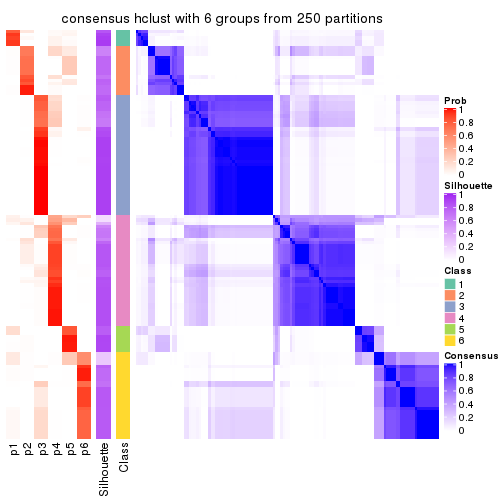 consensus hclust with 6 groups from 250 partitions
Prob
1
0.8
0.6
0.4
0.2
0
Silhouette
1
0.8
0.6
0.4
0.2
0
Class
1
2
3
4
5
6
Consensus
1
0.8
0.6
0.4
0.2
0
p1
p2
p3
p4
p5
p6
Silhouette
Class